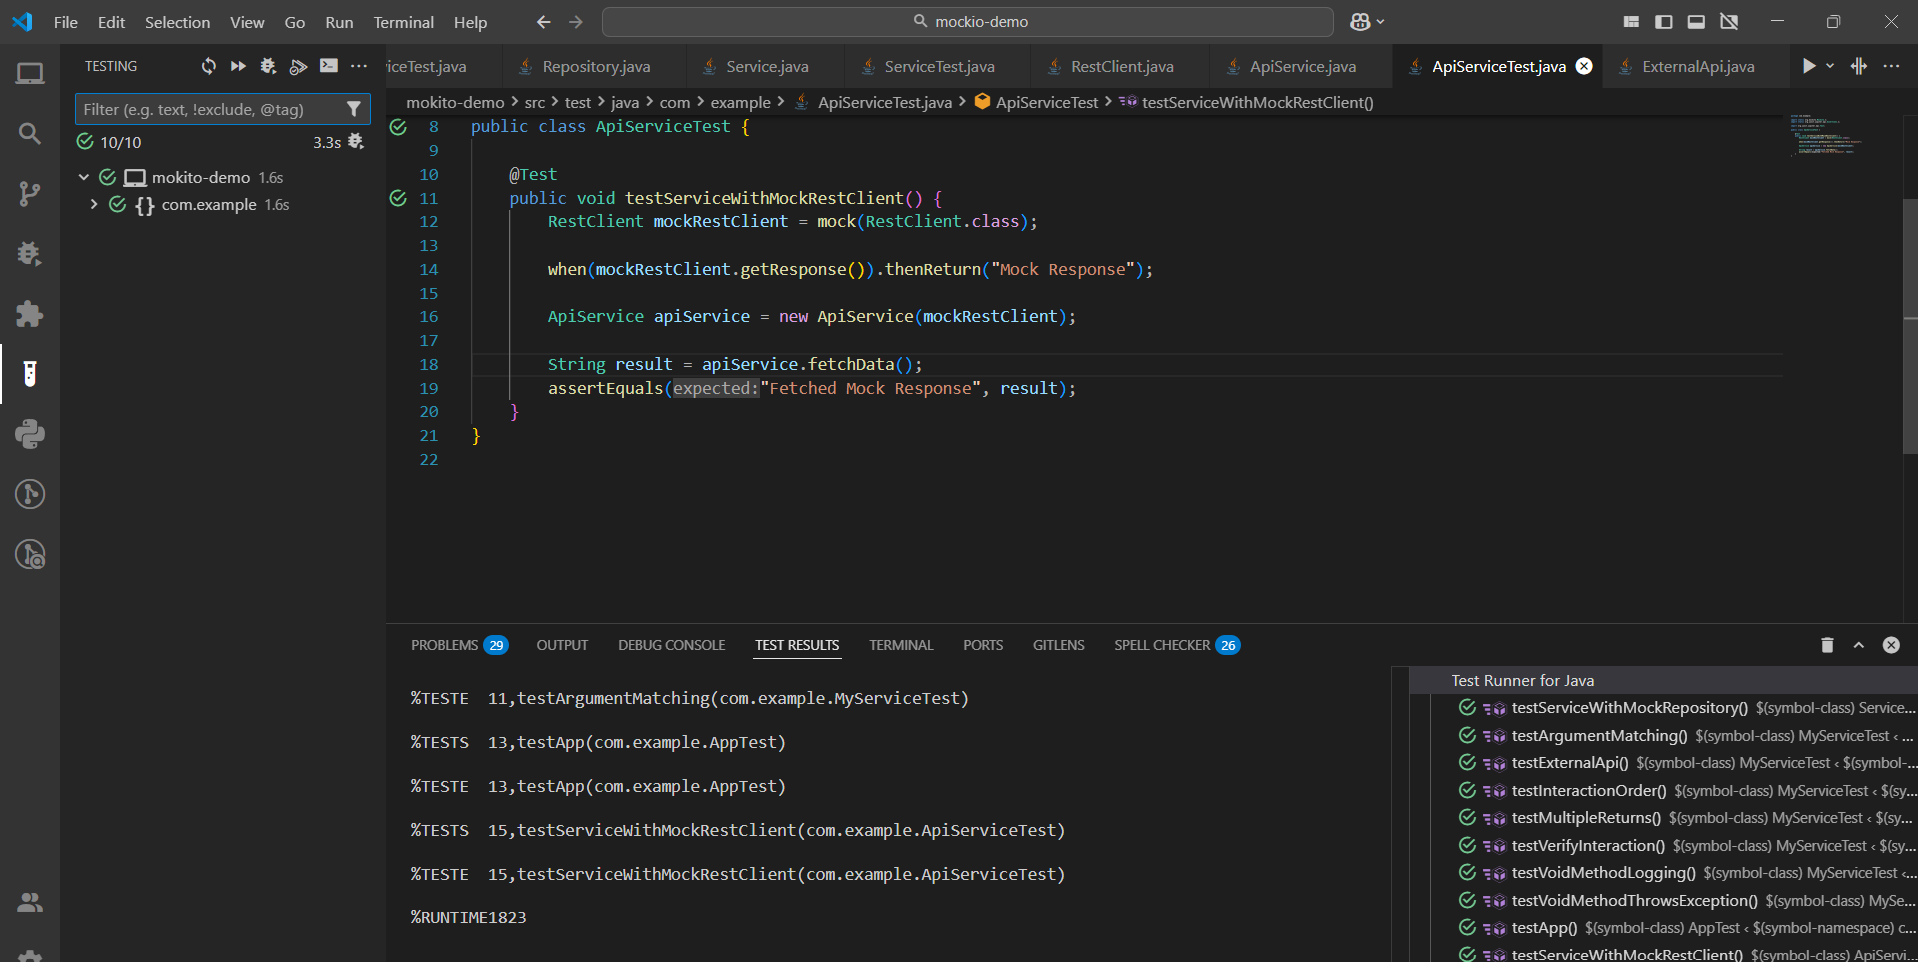 File Edit Selection View Go Run Terminal Help
mockio-demo
TESTING
iceTest.java
Repository.java
Service.java
ServiceTest.java
RestClient.java
ApiService.java
ApiServiceTest.java
ExternalApi.java
Filter (e.g. text, !exclude, @tag)
10/10 3.3s
mokito-demo 1.6s
{} com.example 1.6s
mokito-demo > src > test > java > com > example > ApiServiceTest.java > ApiServiceTest > testServiceWithMockRestClient()
8 public class ApiServiceTest {
9
10 @Test
11 public void testServiceWithMockRestClient() {
12 RestClient mockRestClient = mock(RestClient.class);
13
14 when(mockRestClient.getResponse()).thenReturn("Mock Response");
15
16 ApiService apiService = new ApiService(mockRestClient);
17
18 String result = apiService.fetchData();
19 assertEquals(expected:"Fetched Mock Response", result);
20 }
21 }
22
PROBLEMS 29 OUTPUT DEBUG CONSOLE TEST RESULTS TERMINAL PORTS GITLENS SPELL CHECKER 26
%TESTE 11,testArgumentMatching(com.example.MyServiceTest)
%TESTS 13,testApp(com.example.AppTest)
%TESTE 13,testApp(com.example.AppTest)
%TESTS 15,testServiceWithMockRestClient(com.example.ApiServiceTest)
%TESTE 15,testServiceWithMockRestClient(com.example.ApiServiceTest)
%RUNTIME1823
Test Runner for Java
testServiceWithMockRepository() $(symbol-class) Service...
testArgumentMatching() $(symbol-class) MyServiceTest ‹ ...
testExternalApi() $(symbol-class) MyServiceTest ‹ $(symbol-...
testInteractionOrder() $(symbol-class) MyServiceTest ‹ $(sy...
testMultipleReturns() $(symbol-class) MyServiceTest ‹ $(sy...
testVerifyInteraction() $(symbol-class) MyServiceTest ‹ $(sy...
testVoidMethodLogging() $(symbol-class) MyServiceTest ‹...
testVoidMethodThrowsException() $(symbol-class) MySe...
testApp() $(symbol-class) AppTest ‹ $(symbol-namespace) c...
testServiceWithMockRestClient() $(symbol-class) ApiServi...